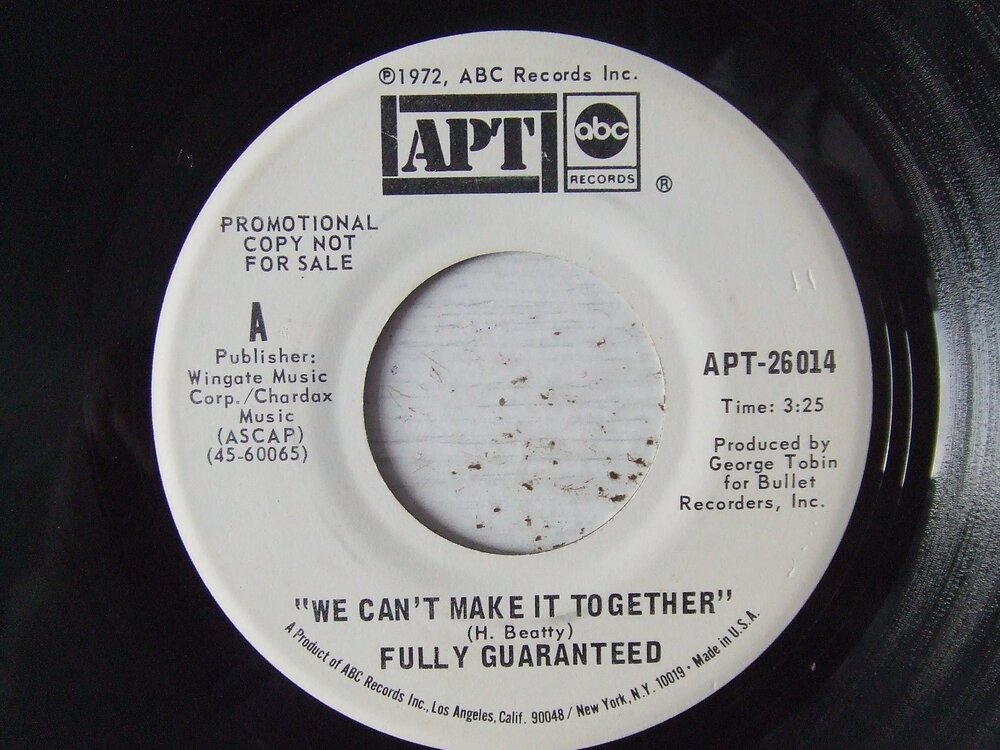 ℗1972, ABC Records Inc.
APT
abc
RECORDS
®
PROMOTIONAL
COPY NOT
FOR SALE
A
Publisher:
Wingate Music
Corp./Chardax
Music
(ASCAP)
(45-60065)
APT-26014
Time: 3:25
Produced by
George Tobin
for Bullet
Recorders, Inc.
"WE CAN'T MAKE IT TOGETHER"
(H. Beatty)
FULLY GUARANTEED
A Product of ABC Records Inc., Los Angeles, Calif. 90048 / New York, N.Y. 10019 • Made in U.S.A.